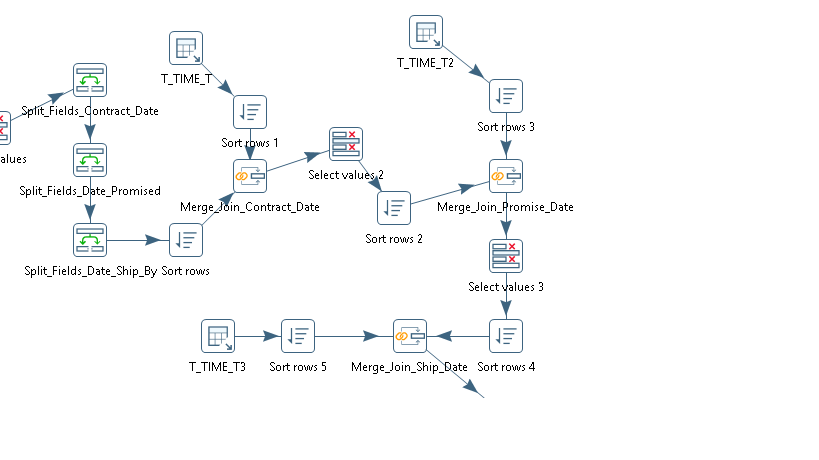 T_TIME_T2
T_TIME_T
Split_Fields_Contract_Date
Sort rows 3
Sort rows 1
alues
Select values 2
Split_Fields_Date_Promised
Merge_Join_Contract_Date
Merge_Join_Promise_Date
Sort rows 2
Split_Fields_Date_Ship_By
Sort rows
Select values 3
T_TIME_T3
Sort rows 5
Merge_Join_Ship_Date
Sort rows 4